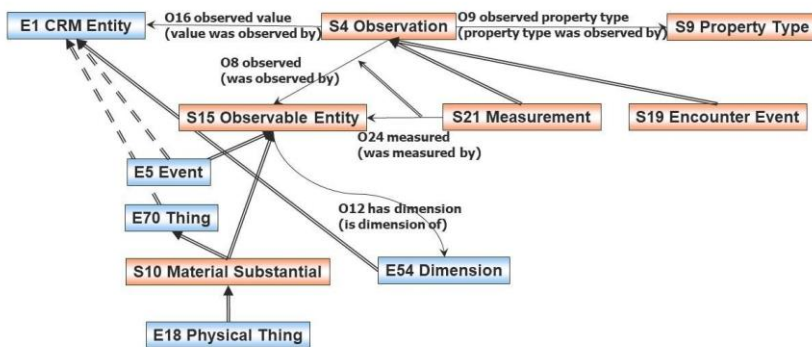 E1 CRM Entity
O16 observed value
(value was observed by)
S4 Observation
O9 observed property type
(property type was observed by)
S9 Property Type
O8 observed
(was observed by)
S15 Observable Entity
S21 Measurement
S19 Encounter Event
O24 measured
(was measured by)
E5 Event
E70 Thing
O12 has dimension
(is dimension of)
S10 Material Substantial
E54 Dimension
E18 Physical Thing